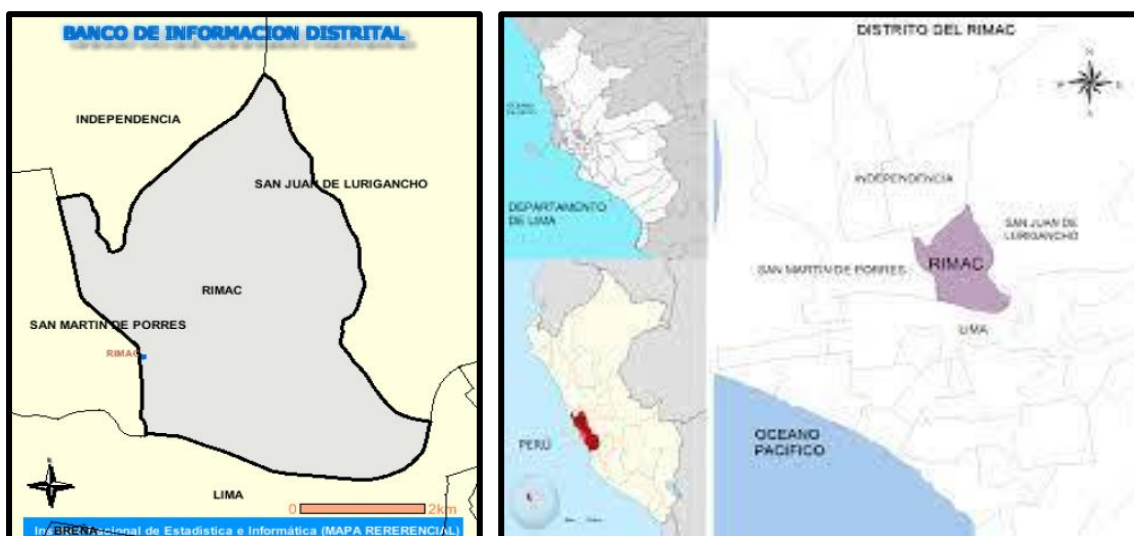 BANCO DE INFORMACION DISTRITAL
INDEPENDENCIA
SAN JUAN DE LURIGANCHO
RIMAC
SAN MARTIN DE PORRES
RIMAC
LIMA
0 2km
BREÑA
cional de Estadística e Informática (MAPA RERERENCIAL)
DISTRITO DEL RIMAC
N
DEPARTAMENTO
DE LIMA
PERÚ
INDEPENDENCIA
SAN JUAN DE
LURIGANCHO
SAN MARTIN DE PORRES
RIMAC
LIMA
OCEANO
PACIFICO